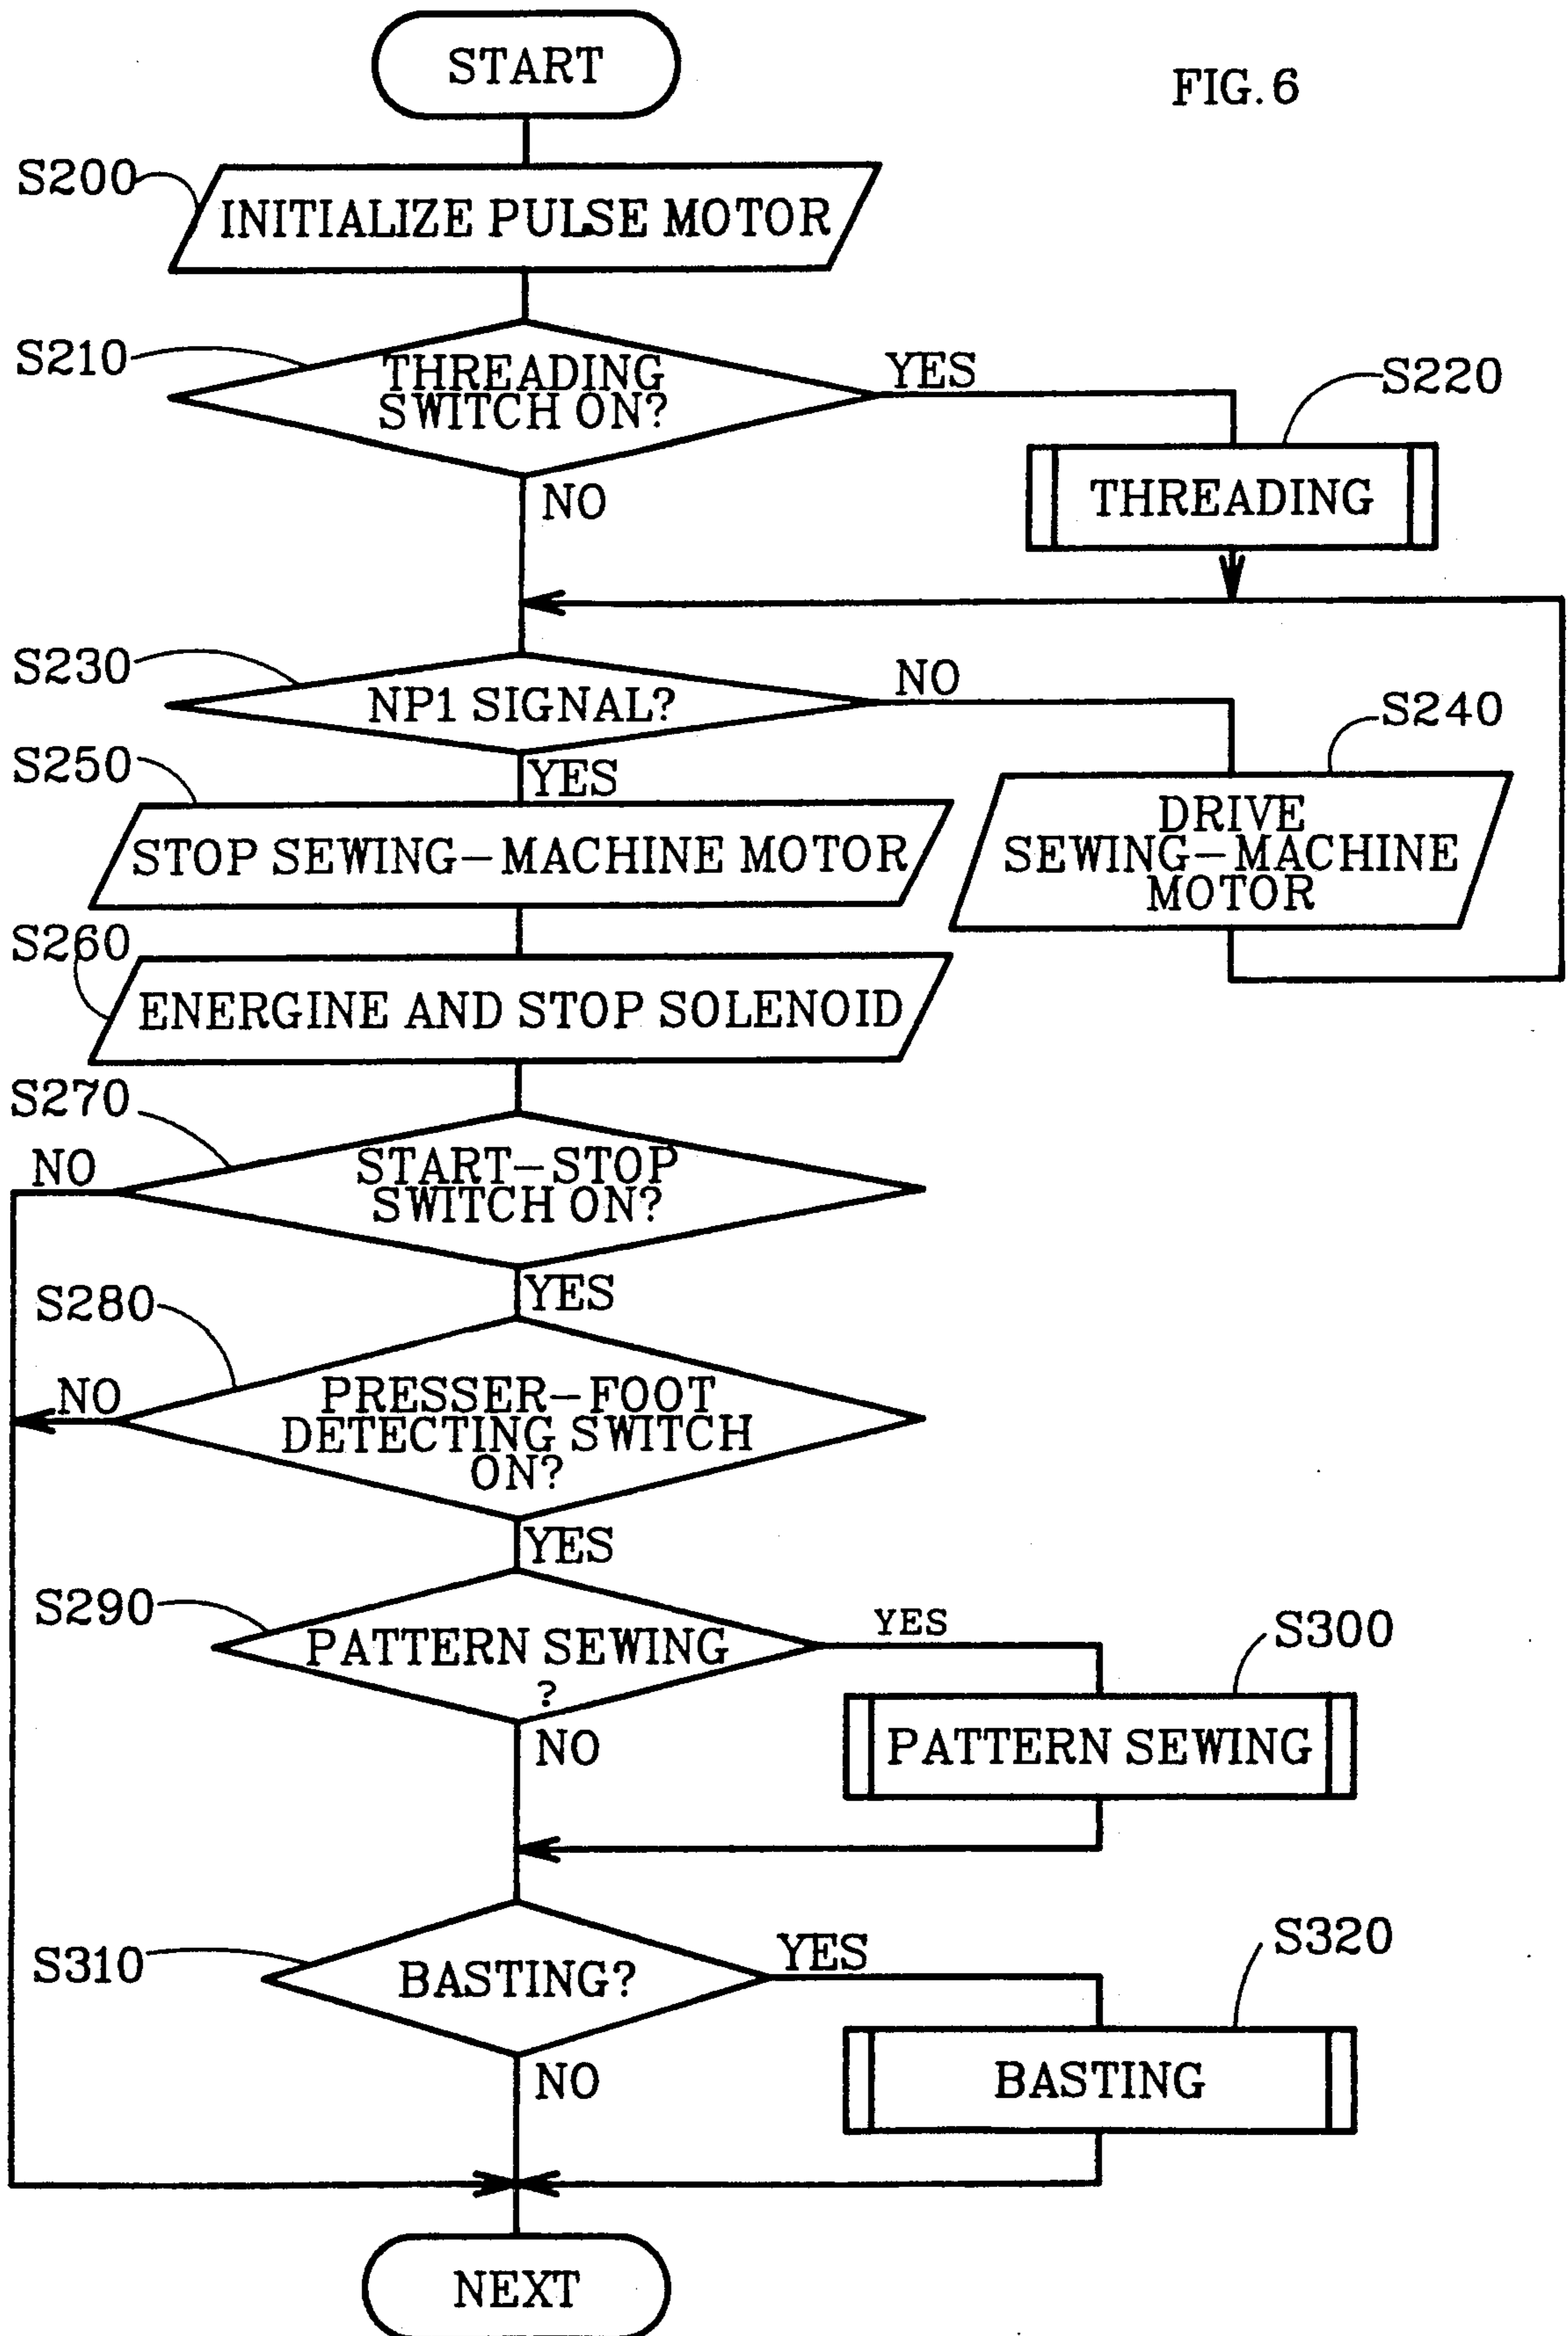 START
FIG. 6
S200
INITIALIZE PULSE MOTOR
S210
THREADING
SWITCH ON?
YES
S220
THREADING
NO
S230
NP1 SIGNAL?
NO
S240
DRIVE
SEWING-MACHINE
MOTOR
YES
S250
STOP SEWING-MACHINE MOTOR
S260
ENERGINE AND STOP SOLENOID
S270
NO
START-STOP
SWITCH ON?
YES
S280
NO
PRESSER-FOOT
DETECTING SWITCH
ON?
YES
S290
PATTERN SEWING
?
YES
S300
PATTERN SEWING
NO
S310
BASTING?
YES
S320
BASTING
NO
NEXT